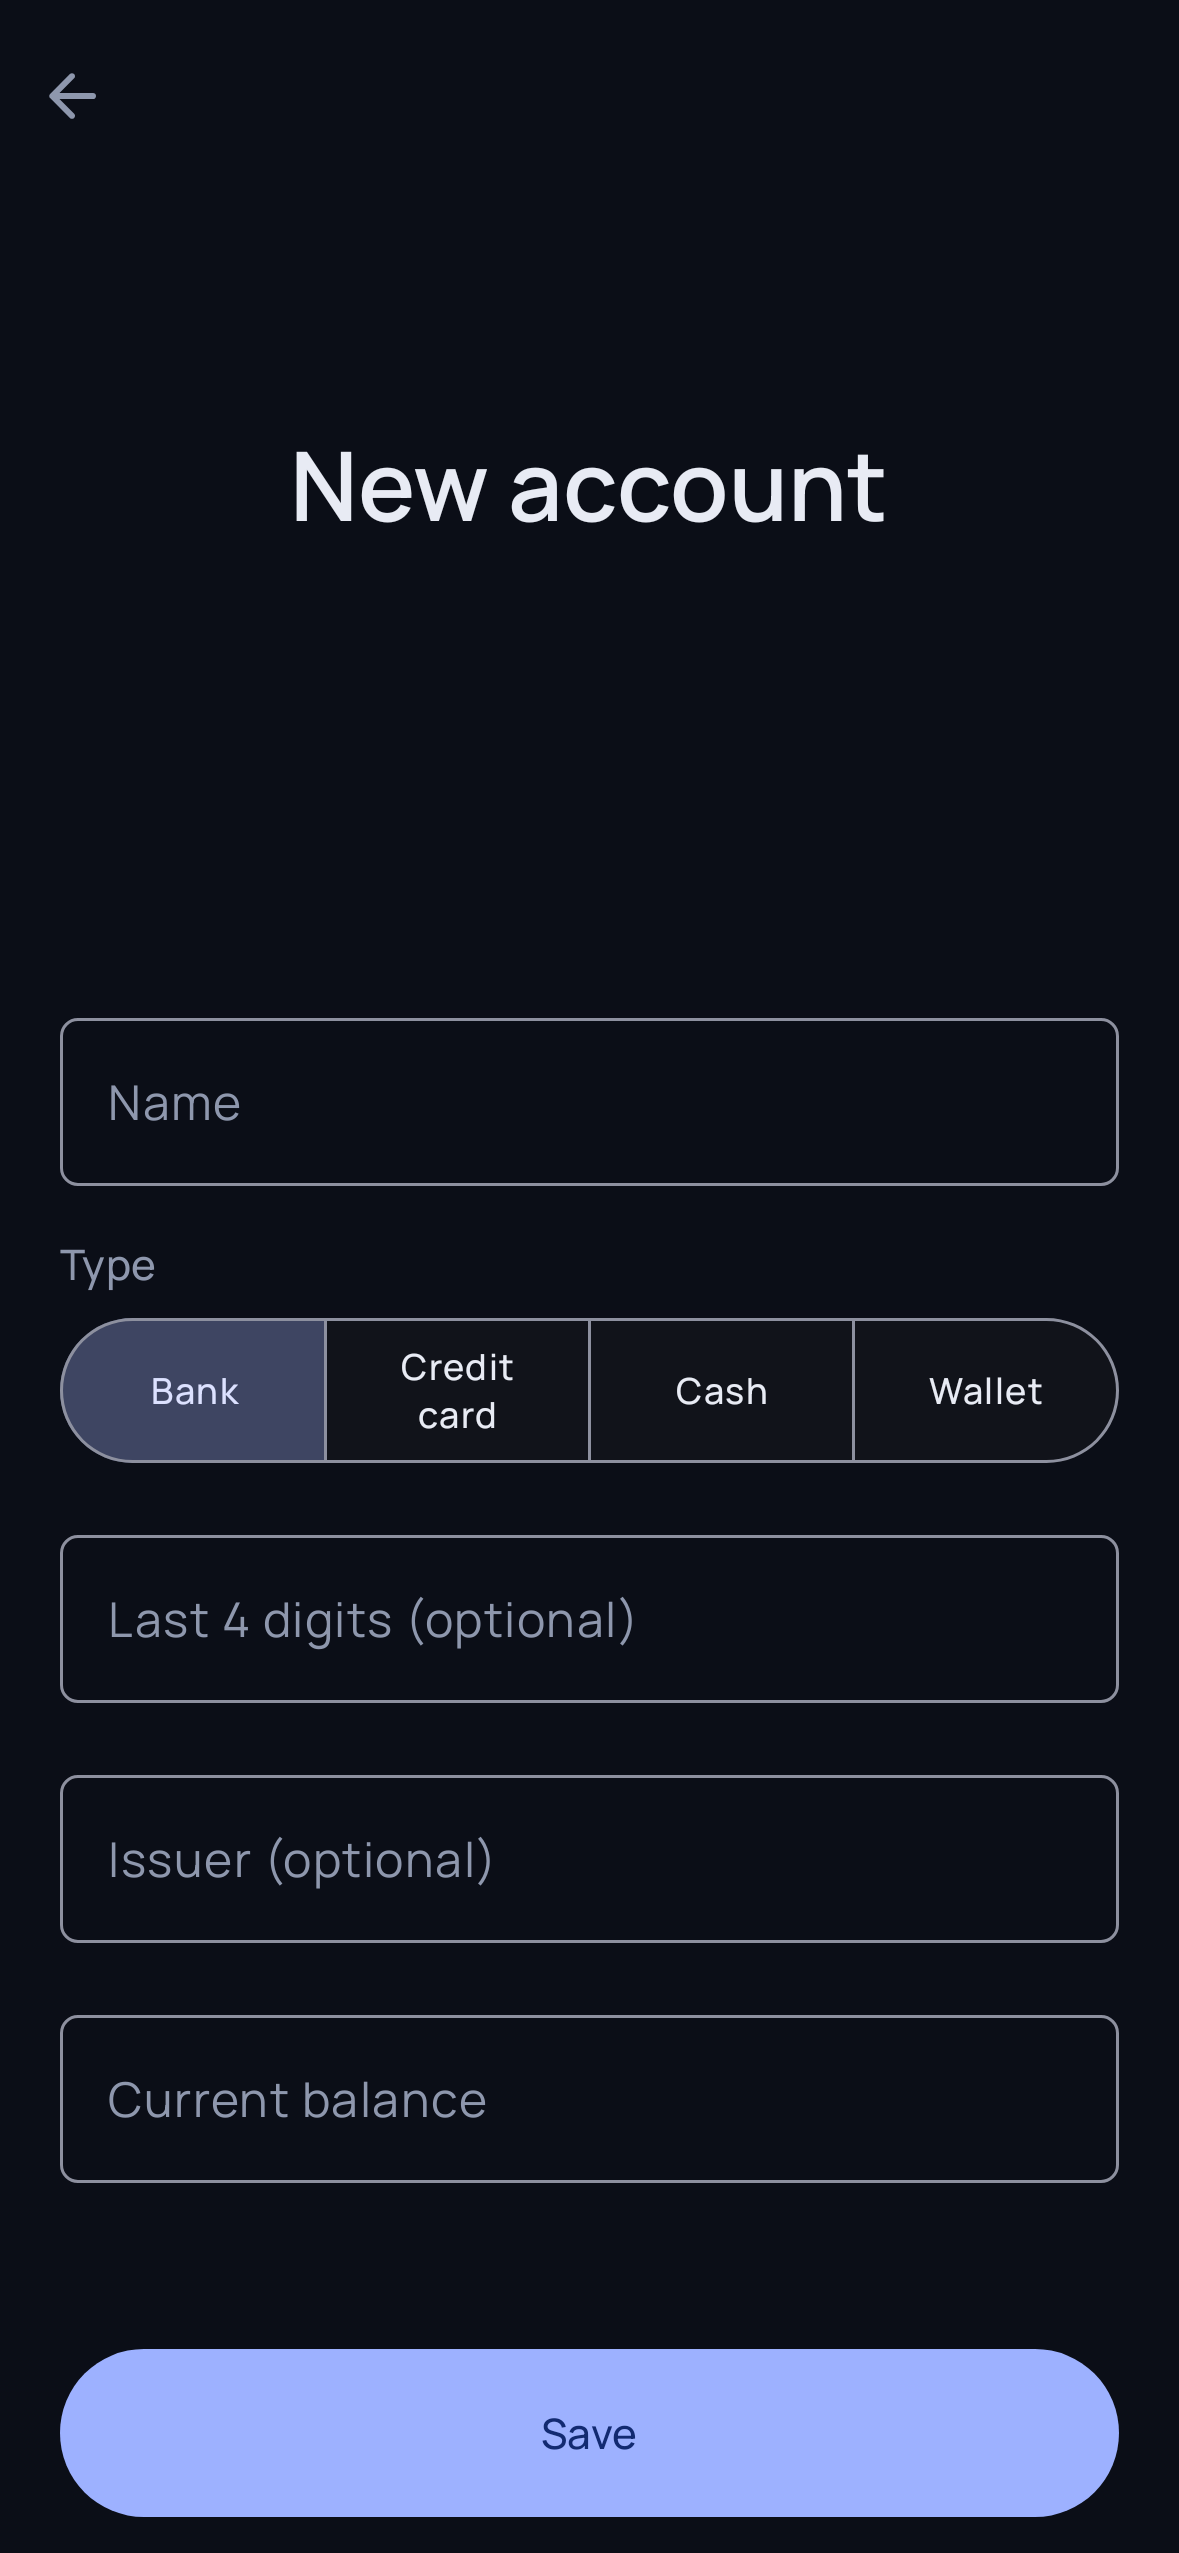 New account
Name
Type
Bank
Credit
card
Cash
Wallet
Last 4 digits (optional)
Issuer (optional)
Current balance
Save